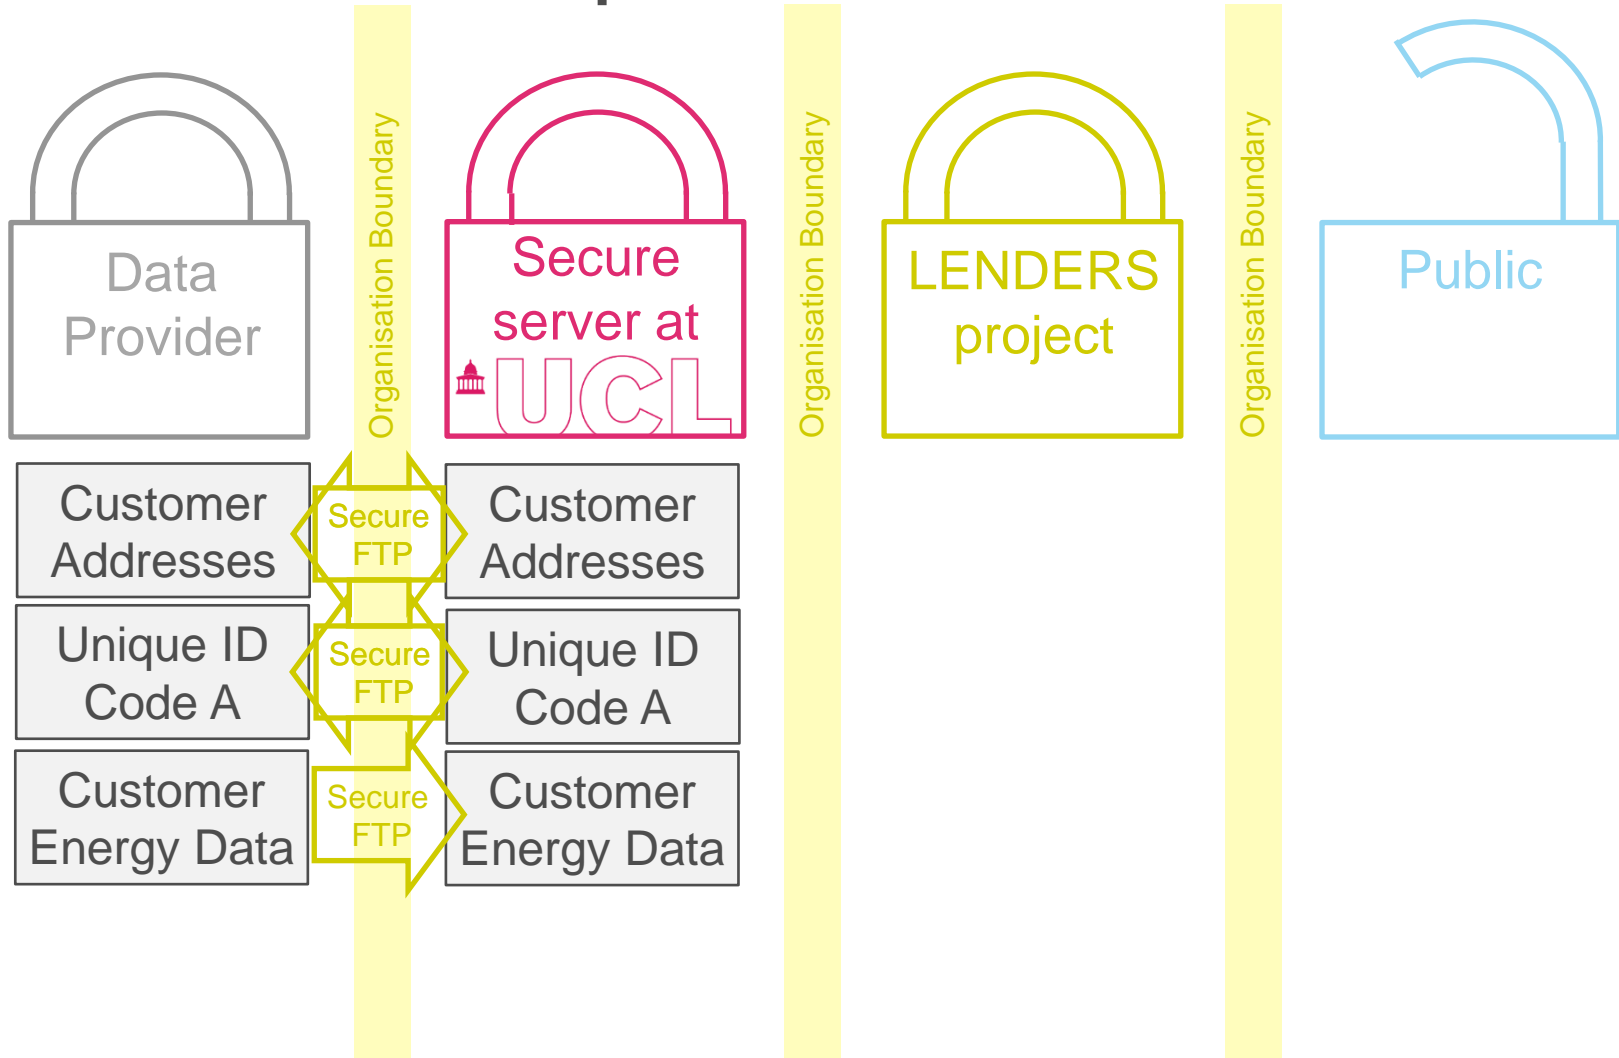 Data
Provider
Organisation Boundary
Secure
server at
UCL
Organisation Boundary
LENDERS
project
Organisation Boundary
Public
Customer
Addresses
Secure
FTP
Customer
Addresses
Unique ID
Code A
Secure
FTP
Unique ID
Code A
Customer
Energy Data
Secure
FTP
Customer
Energy Data